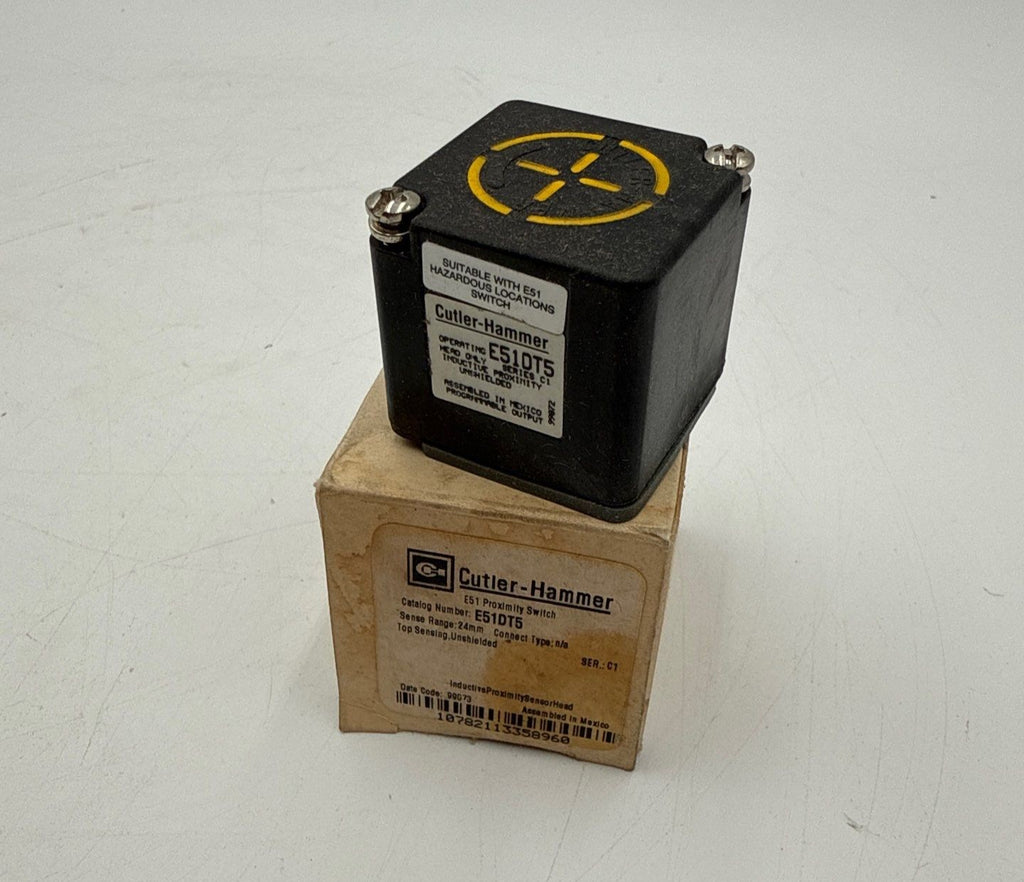 SUITABLE WITH E51
HAZARDOUS LOCATIONS
SWITCH
Cutler-Hammer
OPERATING E51DT5
HEAD ONLY SERIES C1
INDUCTIVE PROXIMITY
UNSHIELDED
ASSEMBLED IN MEXICO
PROGRAMMABLE OUTPUT
99072
Cutler-Hammer
E51 Proximity Switch
Catalog Number: E51DT5
Sense Range:24mm Connect Type:n/a
Top Sensing,Unshielded
SER.: C1
InductiveProximitySensorHead
Date Code: 99073
Assembled in Mexico
10782113358960